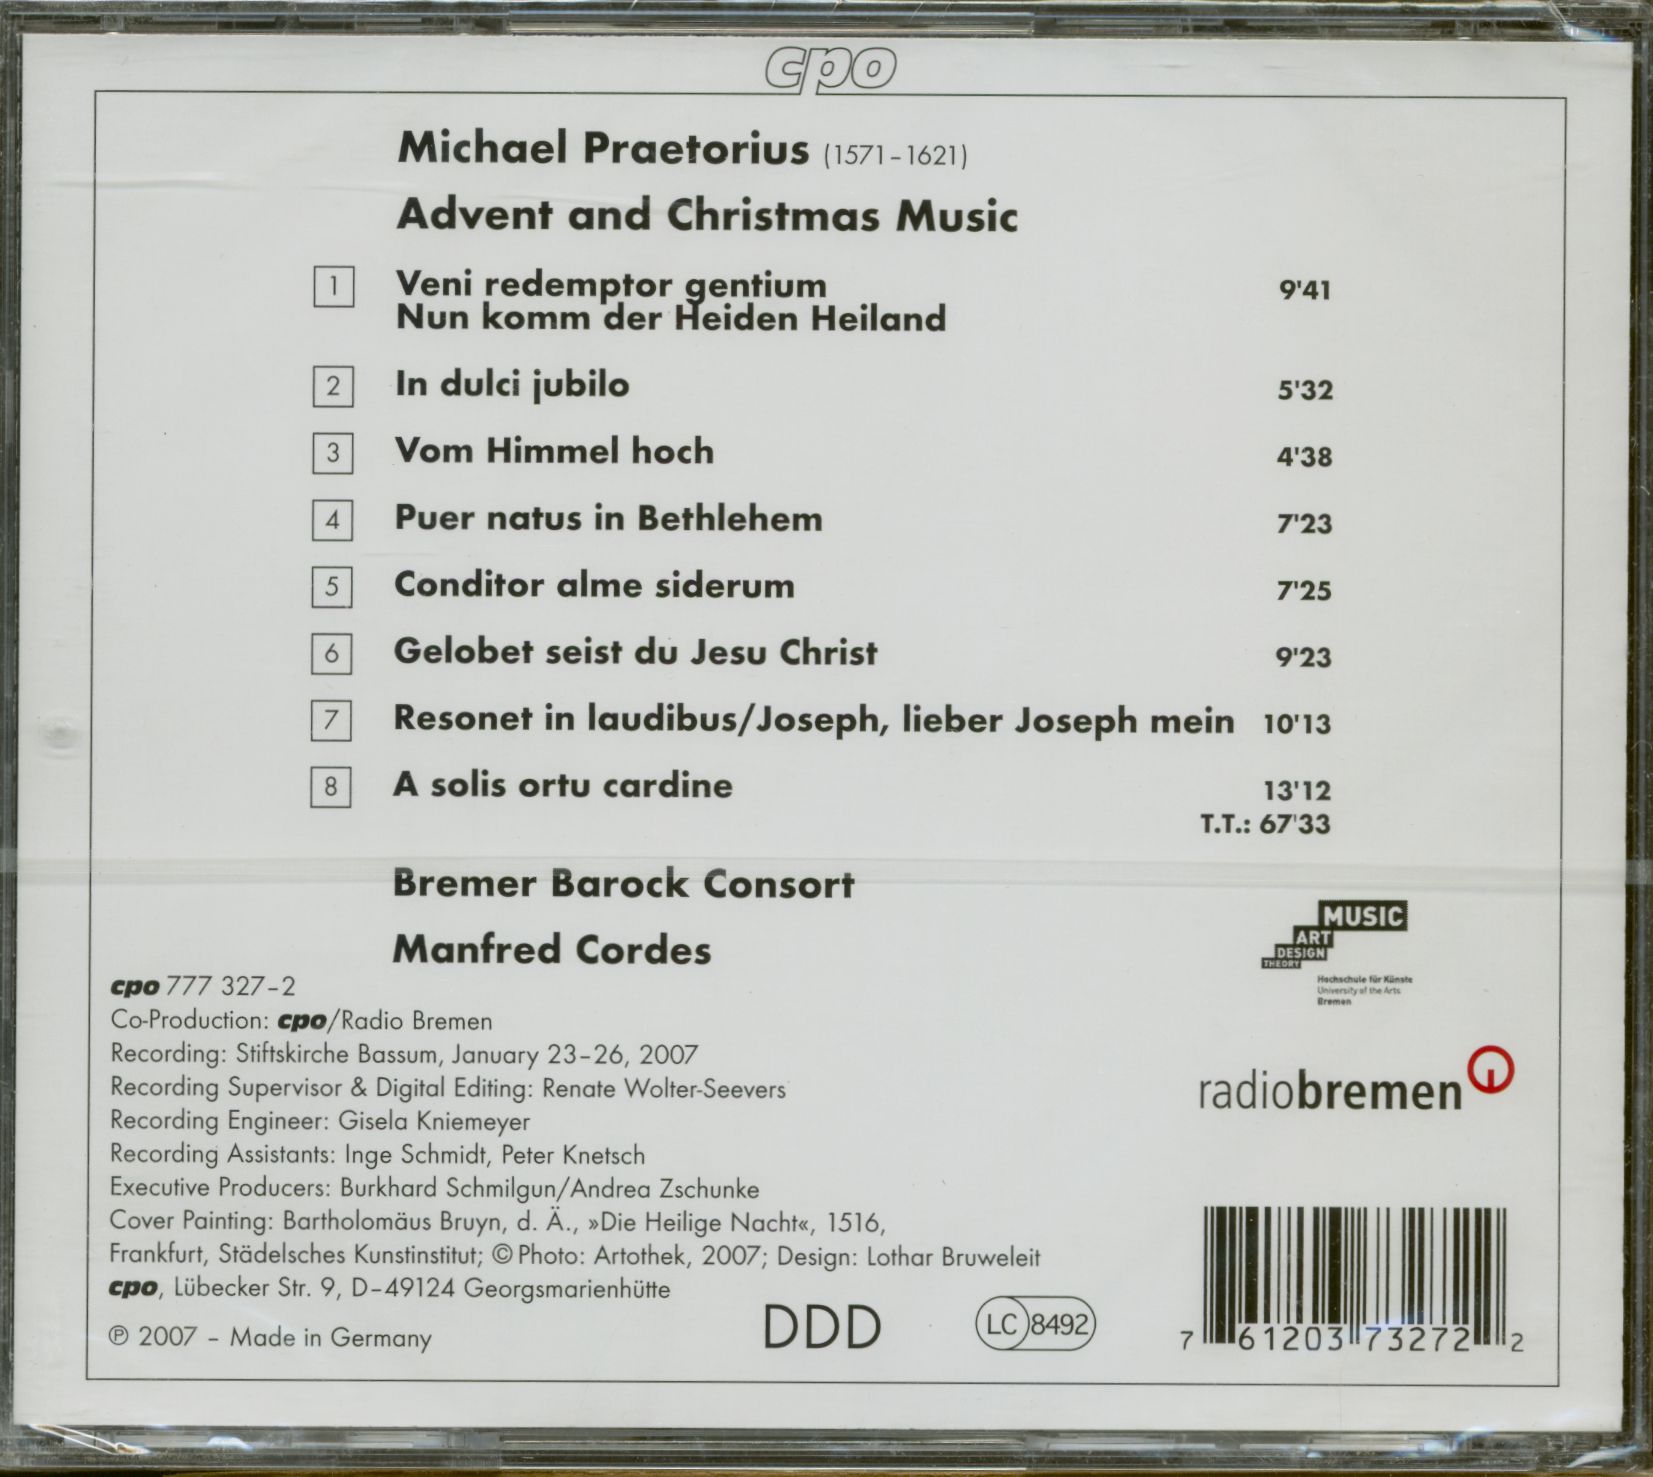 cpo
Michael Praetorius (1571–1621)
Advent and Christmas Music
1 Veni redemptor gentium 9'41
Nun komm der Heiden Heiland
2 In dulci jubilo 5'32
3 Vom Himmel hoch 4'38
4 Puer natus in Bethlehem 7'23
5 Conditor alme siderum 7'25
6 Gelobet seist du Jesu Christ 9'23
7 Resonet in laudibus/Joseph, lieber Joseph mein 10'13
8 A solis ortu cardine 13'12
T.T.: 67'33
Bremer Barock Consort
Manfred Cordes
MUSIC
ART
DESIGN
THEORY
Hochschule für Künste
University of the Arts
Bremen
cpo 777 327–2
Co-Production: cpo/Radio Bremen
Recording: Stiftskirche Bassum, January 23–26, 2007
Recording Supervisor & Digital Editing: Renate Wolter-Seevers
Recording Engineer: Gisela Kniemeyer
Recording Assistants: Inge Schmidt, Peter Knetsch
Executive Producers: Burkhard Schmilgun/Andrea Zschunke
Cover Painting: Bartholomäus Bruyn, d. Ä., »Die Heilige Nacht«, 1516,
Frankfurt, Städelsches Kunstinstitut; © Photo: Artothek, 2007; Design: Lothar Bruweleit
cpo, Lübecker Str. 9, D–49124 Georgsmarienhütte
℗ 2007 – Made in Germany
DDD
LC 8492
radiobremen
7 61203 73272 2